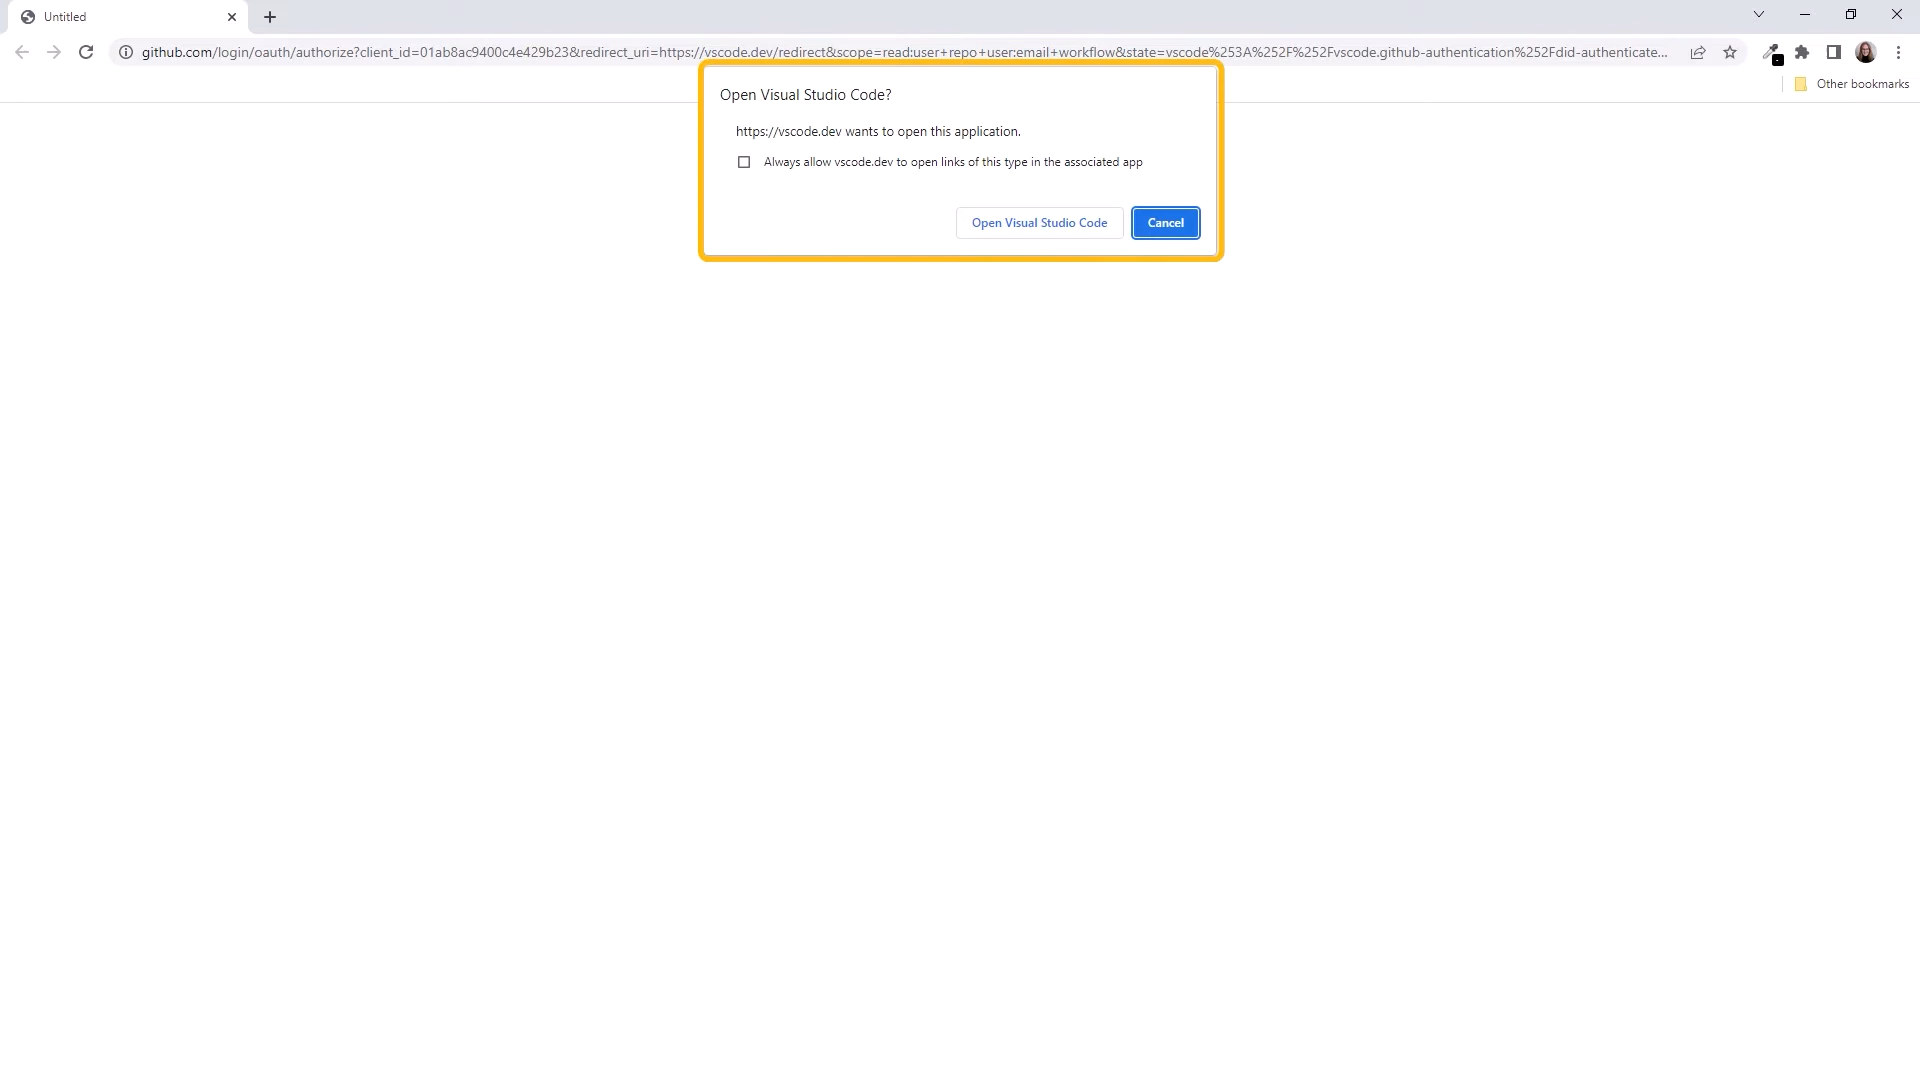 Untitled
github.com/login/oauth/authorize?client_id=01ab8ac9400c4e429b23&redirect_uri=https://vscode.dev/redirect&scope=read:user+repo+user:email+workflow&state=vscode%253A%252F%252Fvscode.github-authentication%252Fdid-authenticate...
Other bookmarks
Open Visual Studio Code?
https://vscode.dev wants to open this application.
Always allow vscode.dev to open links of this type in the associated app
Open Visual Studio Code Cancel